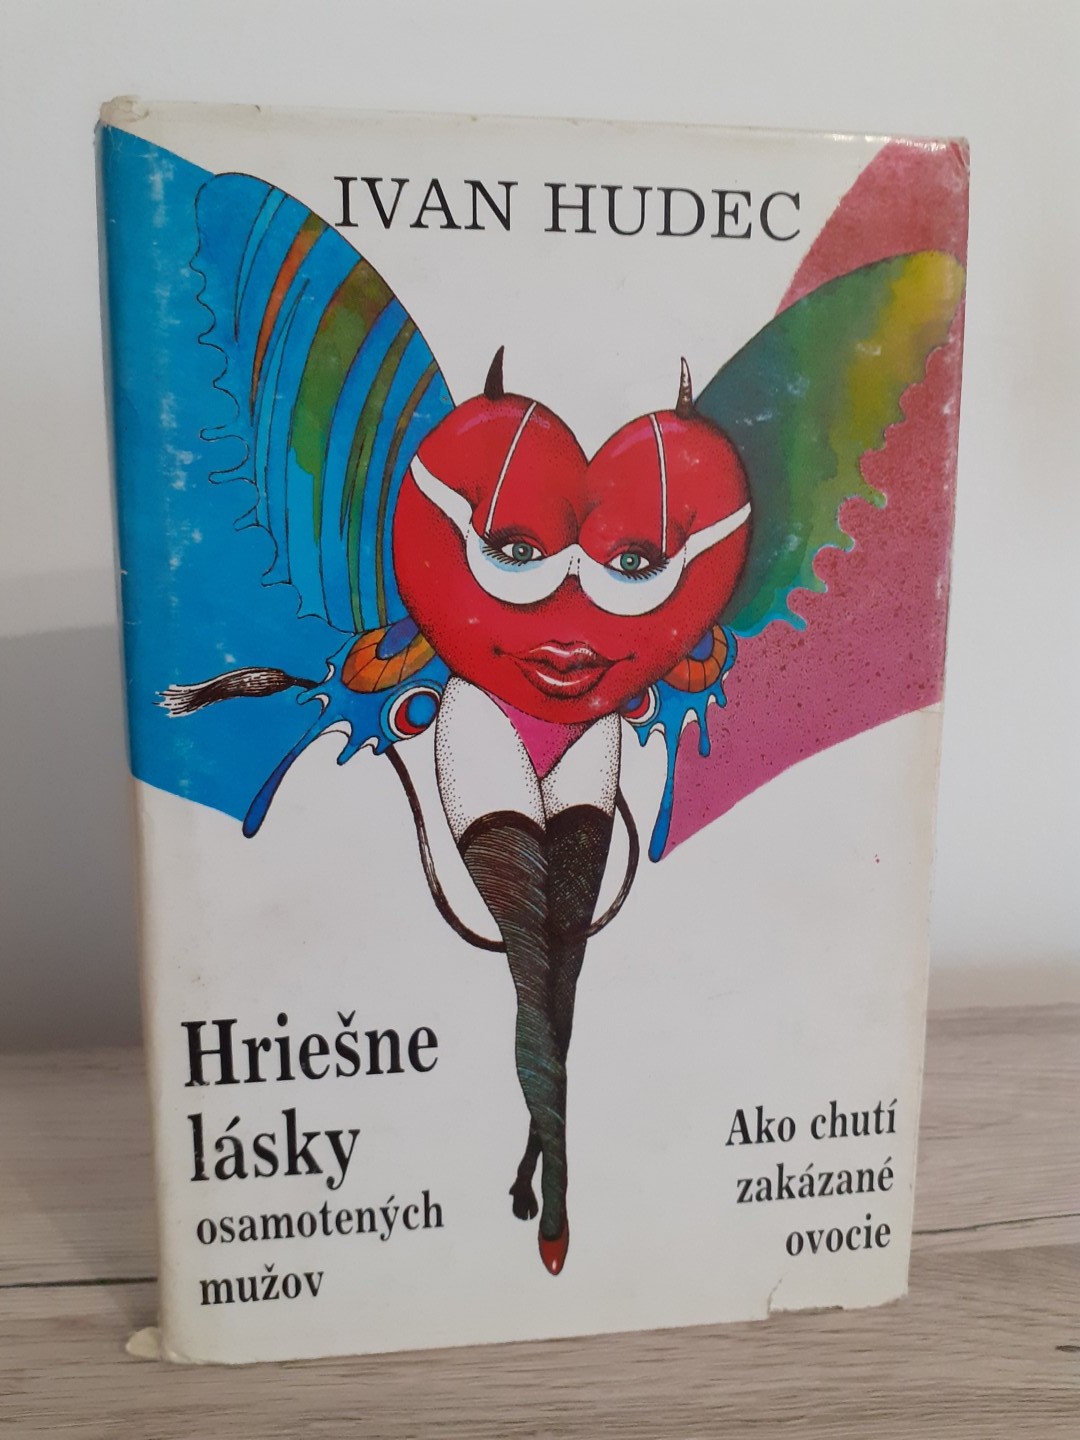 IVAN HUDEC
Hriešne
lásky
osamotených
mužov
Ako chutí
zakázané
ovocie